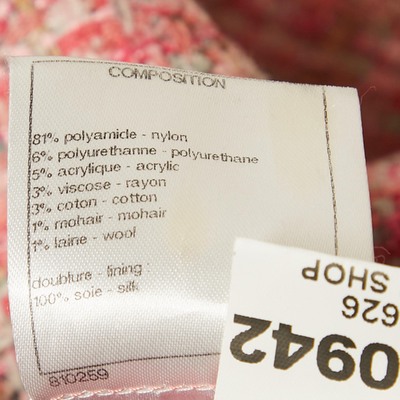 COMPOSITION
81% polyamide - nylon
6% polyurethanne - polyurethane
5% acrylique - acrylic
3% viscose - rayon
3% coton - cotton
1% mohair - mohair
1% laine - wool
doublure - lining :
100% soie - silk
810259
0942
626
SHOP